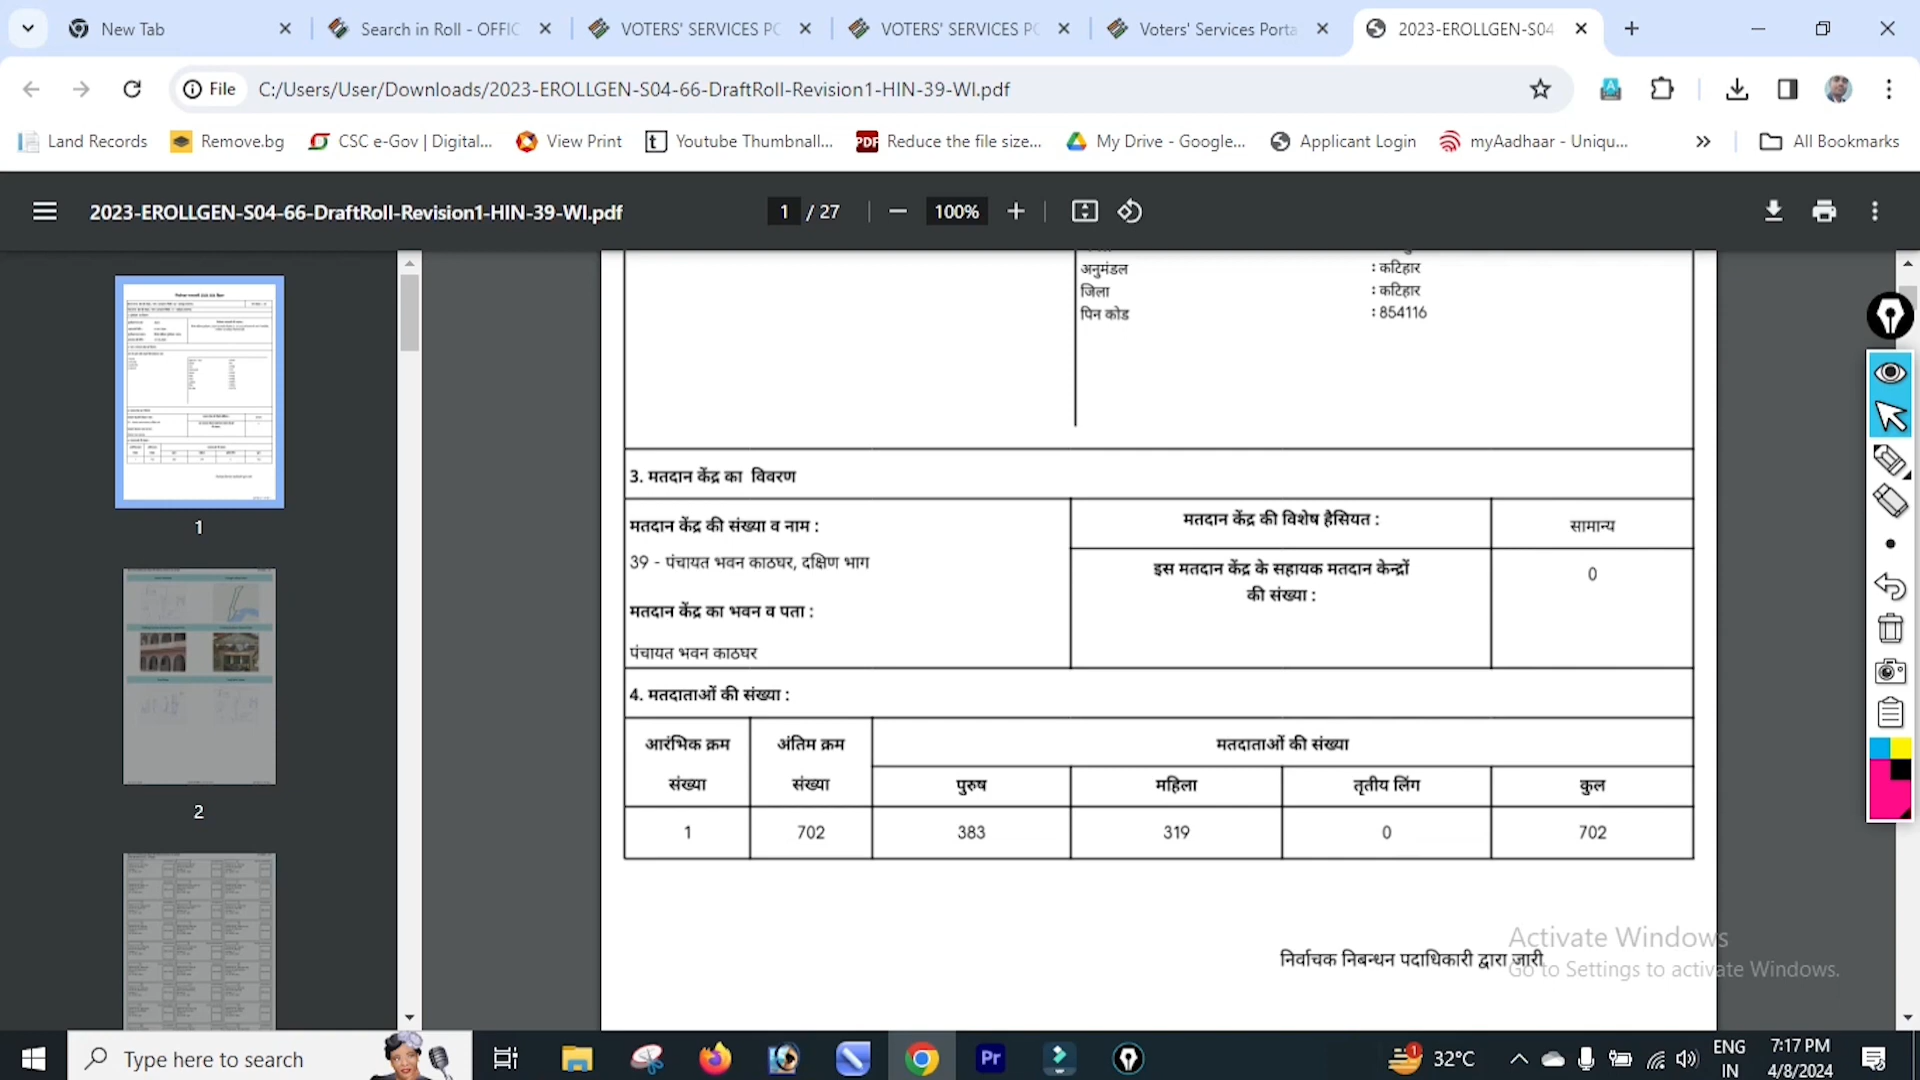 New Tab
Search in Roll - OFFIC
VOTERS' SERVICES PO
VOTERS' SERVICES PO
Voters' Services Porta
2023-EROLLGEN-S04
File
C:/Users/User/Downloads/2023-EROLLGEN-S04-66-DraftRoll-Revision1-HIN-39-WI.pdf
Land Records
Remove.bg
CSC e-Gov | Digital...
View Print
Youtube Thumbnall...
PDF
Reduce the file size...
My Drive - Google...
Applicant Login
myAadhaar - Uniqu...
All Bookmarks
2023-EROLLGEN-S04-66-DraftRoll-Revision1-HIN-39-WI.pdf
1 / 27
100%
1
2
अनुमंडल : कटिहार
जिला : कटिहार
पिन कोड : 854116
3. मतदान केंद्र का विवरण
मतदान केंद्र की संख्या व नाम :
39 - पंचायत भवन काठघर, दक्षिण भाग
मतदान केंद्र का भवन व पता :
पंचायत भवन काठघर
मतदान केंद्र की विशेष हैसियत :
सामान्य
इस मतदान केंद्र के सहायक मतदान केन्द्रों
की संख्या :
0
4. मतदाताओं की संख्या :
आरंभिक क्रम
संख्या
अंतिम क्रम
संख्या
मतदाताओं की संख्या
पुरुष
महिला
तृतीय लिंग
कुल
1
702
383
319
0
702
निर्वाचक निबन्धन पदाधिकारी द्वारा जारी
Activate Windows
Go to Settings to activate Windows.
Type here to search
Pr
32°C
ENG
IN
7:17 PM
4/8/2024